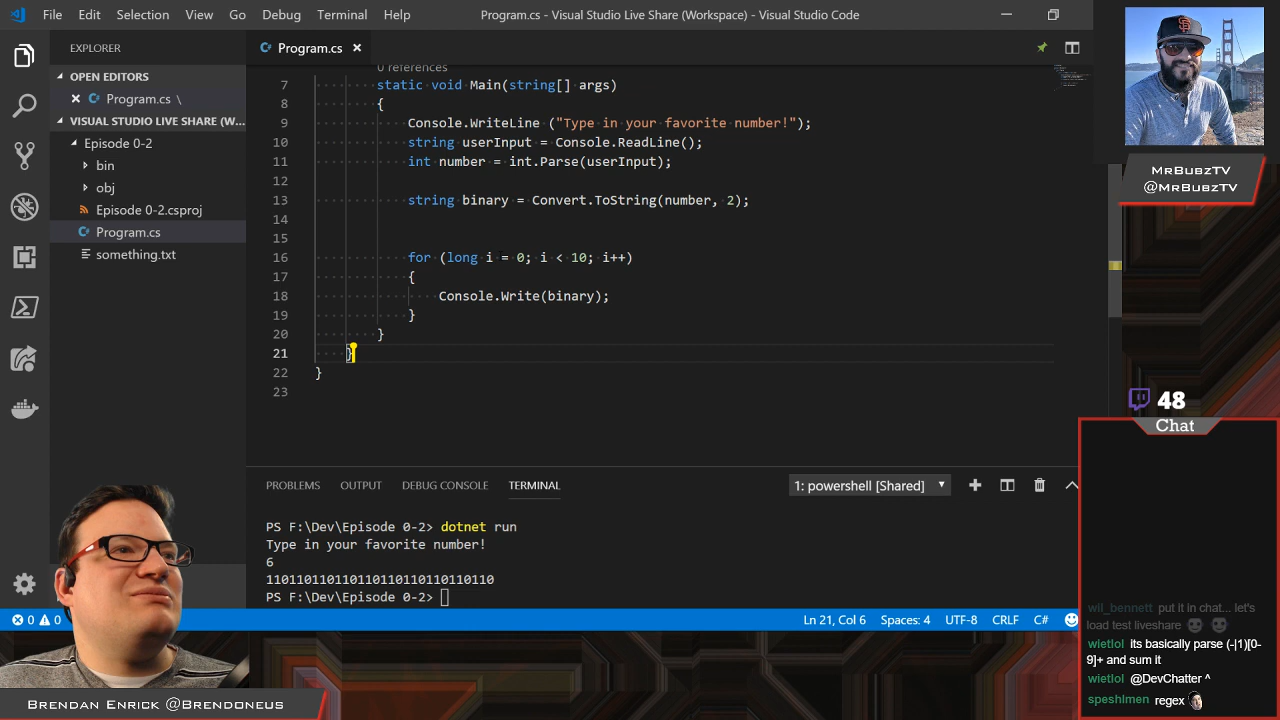 File Edit Selection View Go Debug Terminal Help
Program.cs - Visual Studio Live Share (Workspace) - Visual Studio Code
EXPLORER
OPEN EDITORS
Program.cs \
VISUAL STUDIO LIVE SHARE (W...
Episode 0-2
bin
obj
Episode 0-2.csproj
Program.cs
something.txt
Program.cs
0 references
7 static void Main(string[] args)
8 {
9 Console.WriteLine ("Type in your favorite number!");
10 string userInput = Console.ReadLine();
11 int number = int.Parse(userInput);
12
13 string binary = Convert.ToString(number, 2);
14
15
16 for (long i = 0; i < 10; i++)
17 {
18 Console.Write(binary);
19 }
20 }
21 }
22 }
23
PROBLEMS OUTPUT DEBUG CONSOLE TERMINAL
1: powershell [Shared]
PS F:\Dev\Episode 0-2> dotnet run
Type in your favorite number!
6
110110110110110110110110110110
PS F:\Dev\Episode 0-2>
0 0
Ln 21, Col 6 Spaces: 4 UTF-8 CRLF C#
MrBubzTV
@MrBubzTV
48
Chat
wil_bennett put it in chat... let's
load test liveshare
wietlol its basically parse (-|1)[0-
9]+ and sum it
wietlol @DevChatter ^
speshlmen regex
Brendan Enrick @Brendoneus